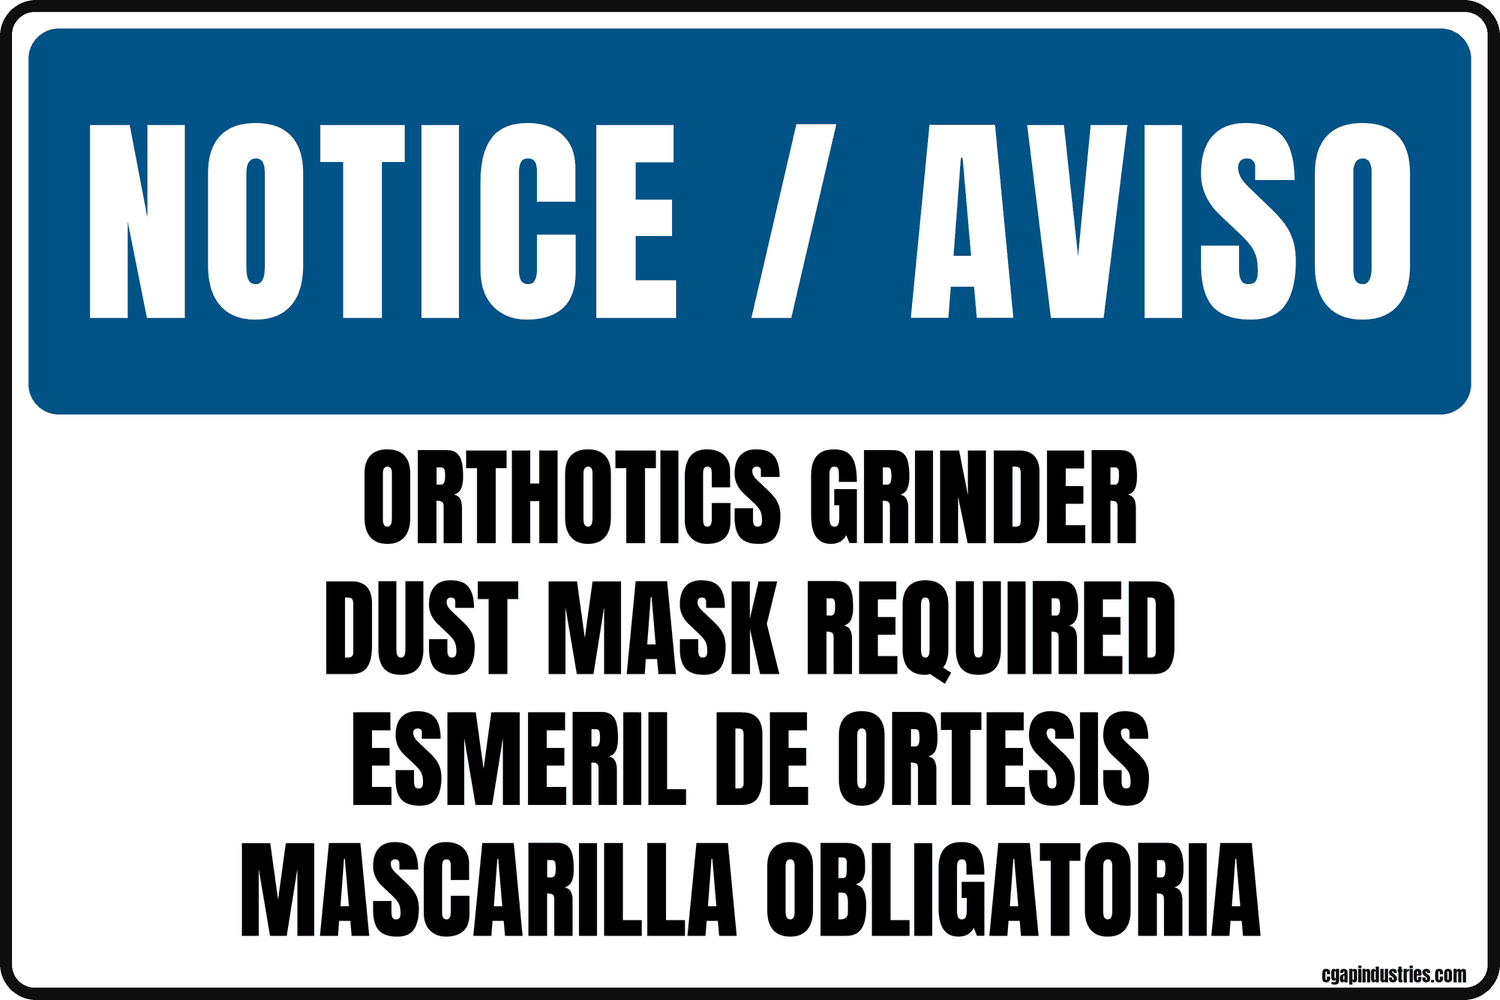 NOTICE / AVISO
ORTHOTICS GRINDER
DUST MASK REQUIRED
ESMERIL DE ORTESIS
MASCARILLA OBLIGATORIA
cgapindustries.com